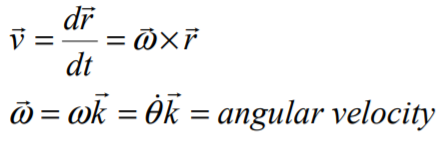 v⃗ = dr⃗/dt = ω⃗×r⃗
ω⃗ = ωk⃗ = θ̇k⃗ = angular velocity